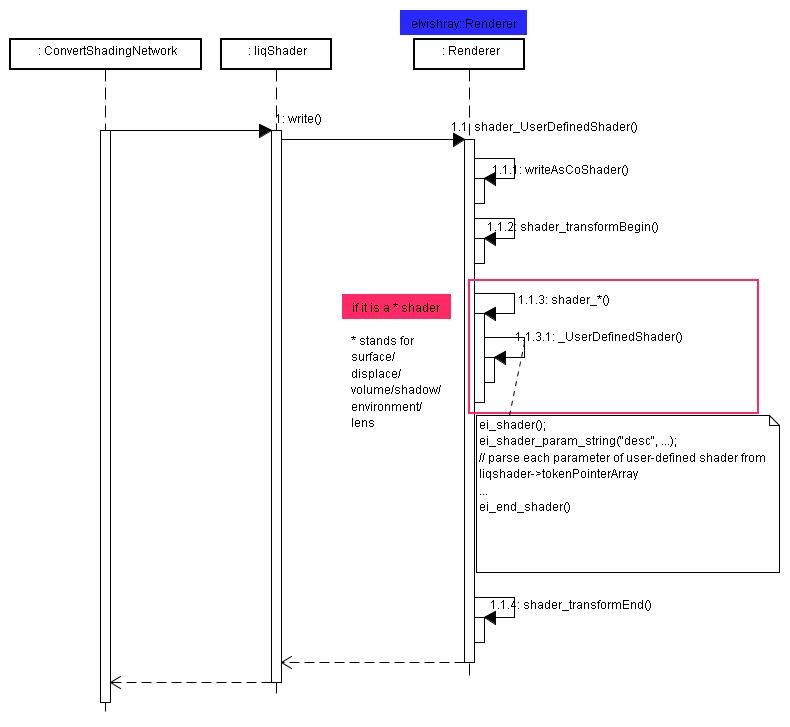 elvishray::Renderer
: ConvertShadingNetwork
: liqShader
: Renderer
1: write()
1.1: shader_UserDefinedShader()
1.1.1: writeAsCoShader()
1.1.2: shader_transformBegin()
if it is a * shader
1.1.3: shader_*()
* stands for
surface/
displace/
volume/shadow/
environment/
lens
1.1.3.1: _UserDefinedShader()
ei_shader();
ei_shader_param_string("desc", ...);
// parse each parameter of user-defined shader from
liqshader->tokenPointerArray
...
ei_end_shader()
1.1.4: shader_transformEnd()